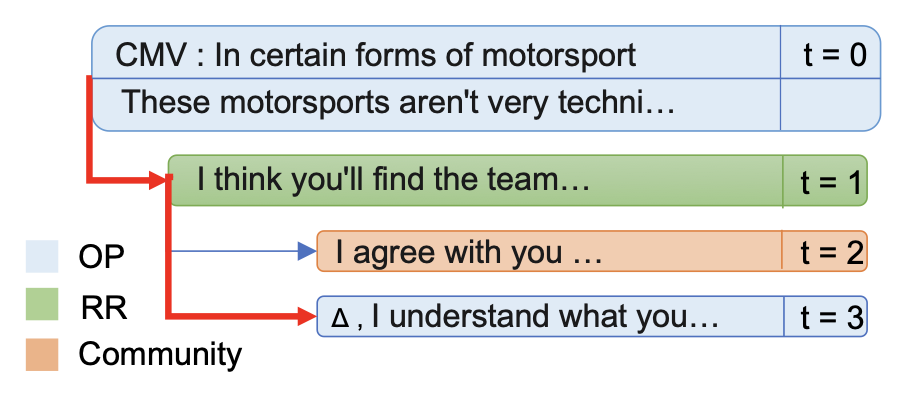 CMV : In certain forms of motorsport t = 0
These motorsports aren't very techni…
I think you'll find the team… t = 1
I agree with you … t = 2
Δ , I understand what you… t = 3
OP
RR
Community